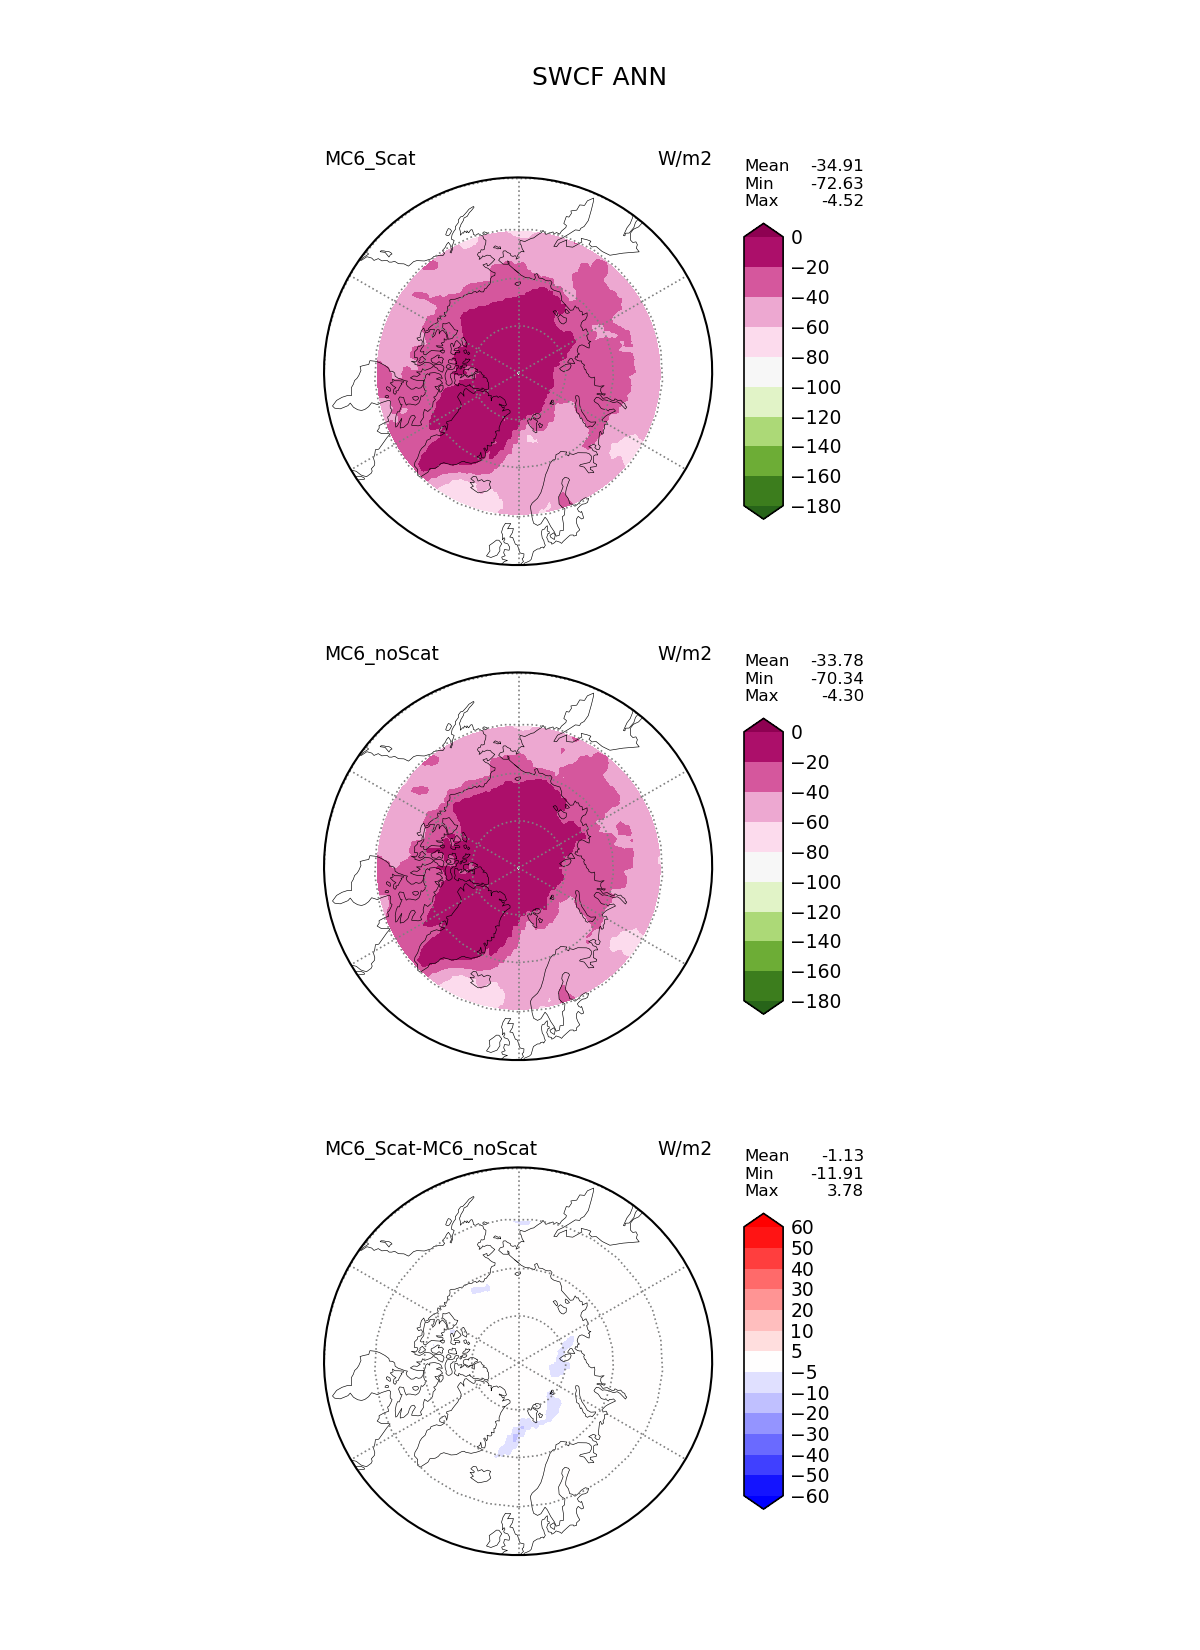 SWCF ANN
MC6_Scat W/m2
Mean -34.91
Min -72.63
Max -4.52
0
−20
−40
−60
−80
−100
−120
−140
−160
−180
MC6_noScat W/m2
Mean -33.78
Min -70.34
Max -4.30
0
−20
−40
−60
−80
−100
−120
−140
−160
−180
MC6_Scat-MC6_noScat W/m2
Mean -1.13
Min -11.91
Max 3.78
60
50
40
30
20
10
5
−5
−10
−20
−30
−40
−50
−60